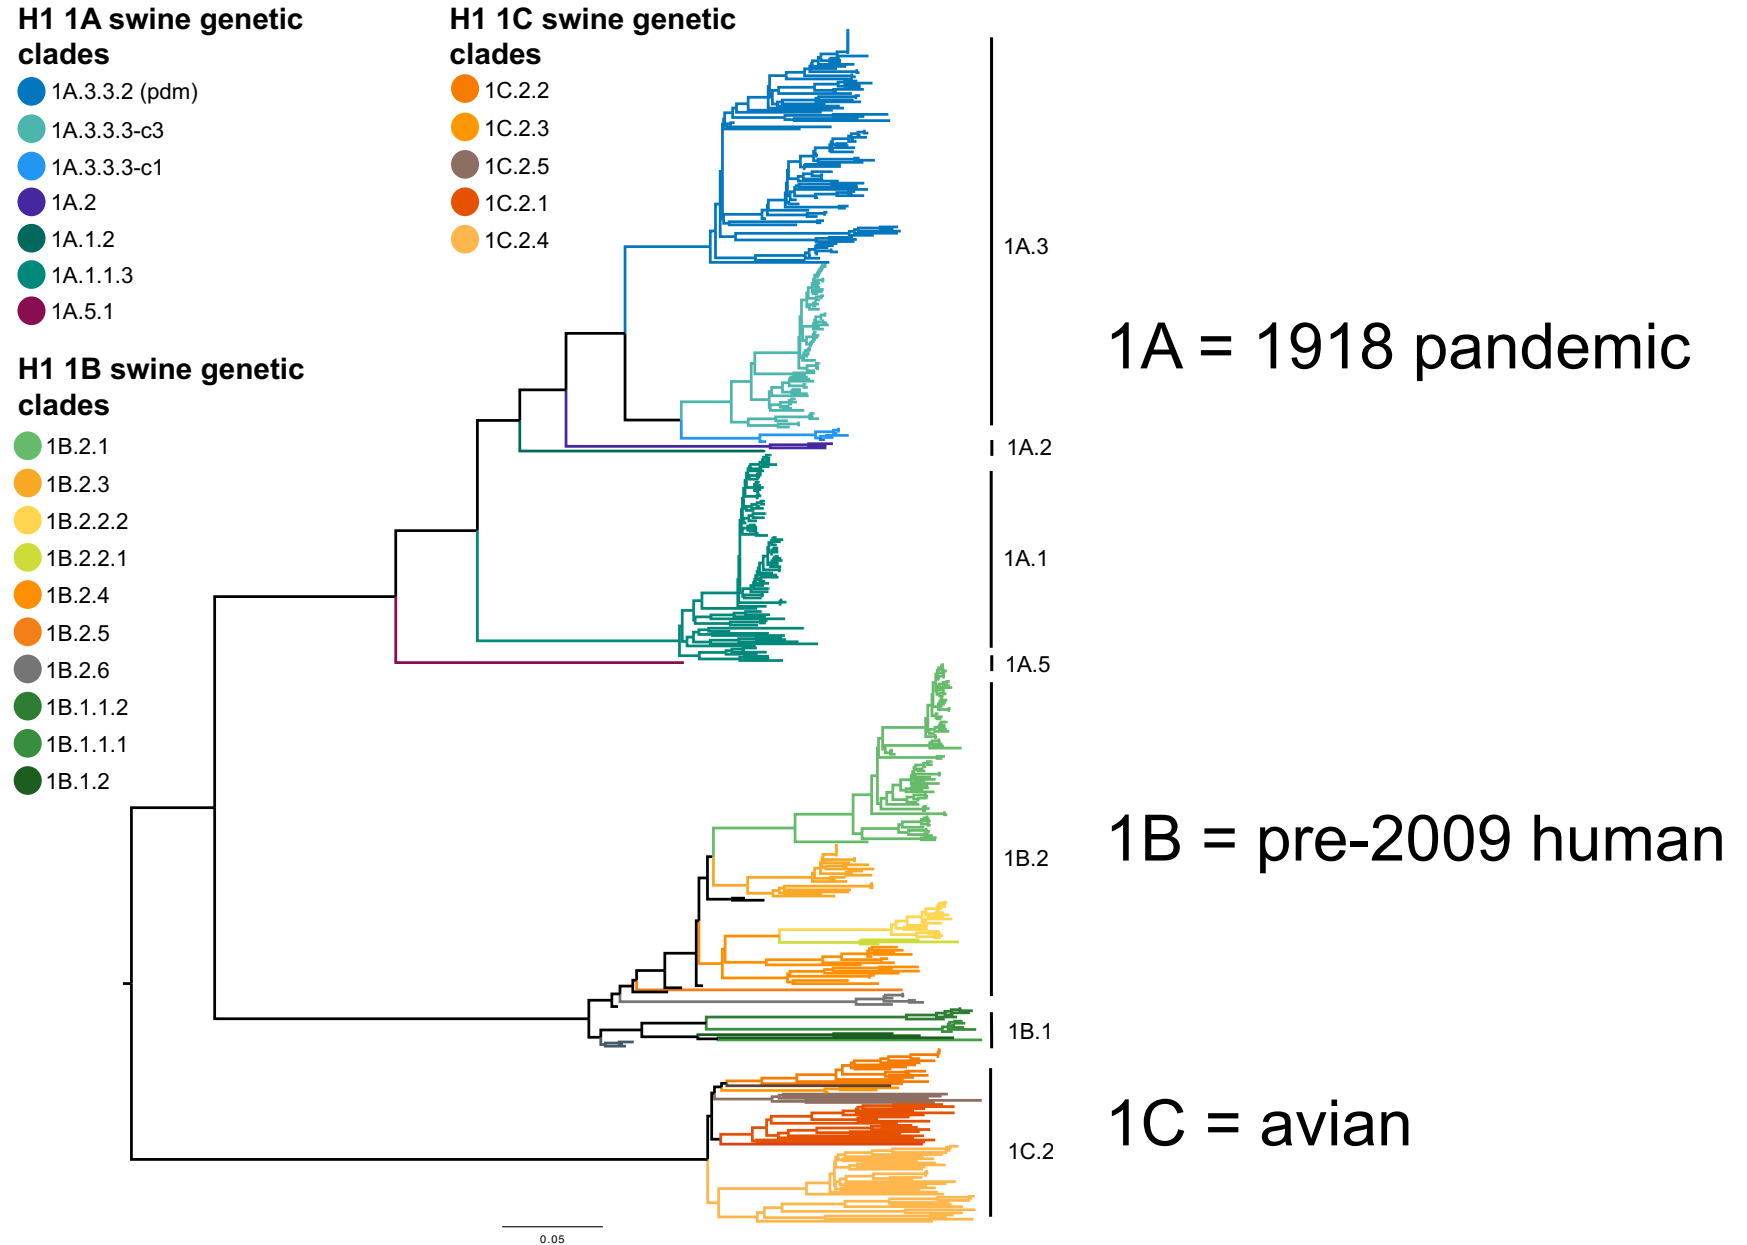 H1 1A swine genetic
clades
1A.3.3.2 (pdm)
1A.3.3.3-c3
1A.3.3.3-c1
1A.2
1A.1.2
1A.1.1.3
1A.5.1
H1 1B swine genetic
clades
1B.2.1
1B.2.3
1B.2.2.2
1B.2.2.1
1B.2.4
1B.2.5
1B.2.6
1B.1.1.2
1B.1.1.1
1B.1.2
H1 1C swine genetic
clades
1C.2.2
1C.2.3
1C.2.5
1C.2.1
1C.2.4
1A.3
1A.2
1A.1
1A.5
1B.2
1B.1
1C.2
1A = 1918 pandemic
1B = pre-2009 human
1C = avian
0.05